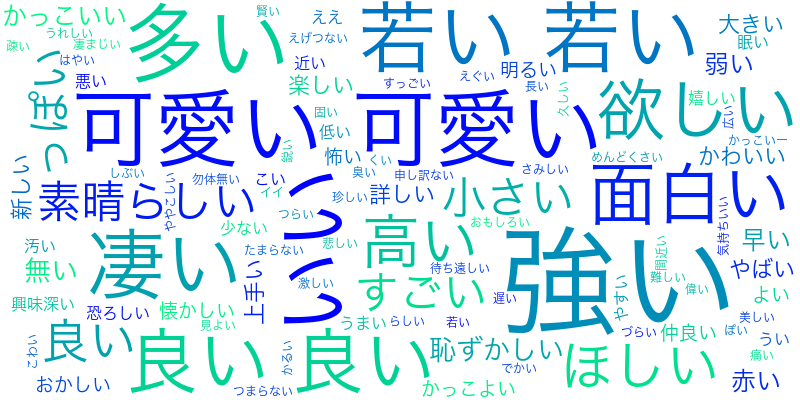 かっこいい
うれしい
疎い
凄まじい
はやい
悪い
多い
賢い
ええ
えげつない
近い
楽しい
若い
若い
すっごい
えぐい
明るい
長い
大きい
眠い
弱い
嬉しい
久しい
広い
っぽい
可愛い
可愛い
欲しい
固い
低い
怖い
くい
臭い
かっこいー
めんどくさい
かわいい
新しい
素晴らしい
しぶい
ややこしい
勿体無い
こい
イイ
つらい
少ない
いい
いい
珍しい
詳しい
申し訳ない
さみしい
小さい
おもしろい
面白い
気持ちいい
汚い
無い
凄い
たまらない
上手い
悲しい
高い
待ち遠しい
すごい
激しい
遅い
強い
やすい
間近い
難しい
偉い
早い
やばい
よい
興味深い
恐ろしい
懐かしい
見よい
こわい
良い
良い
良い
おかしい
つまらない
かるい
うまい
らしい
若い
恥ずかしい
かっこよい
でかい
づらい
ぽい
仲良い
美しい
うい
痛い
ほしい
赤い